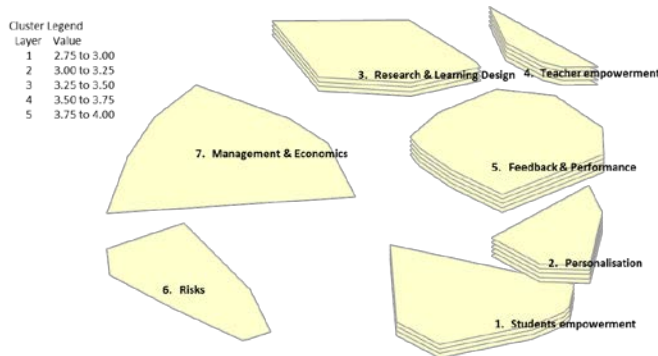 Cluster Legend
Layer Value
1 2.75 to 3.00
2 3.00 to 3.25
3 3.25 to 3.50
4 3.50 to 3.75
5 3.75 to 4.00
3. Research & Learning Design
4. Teacher empowerment
7. Management & Economics
5. Feedback & Performance
2. Personalisation
6. Risks
1. Students empowerment